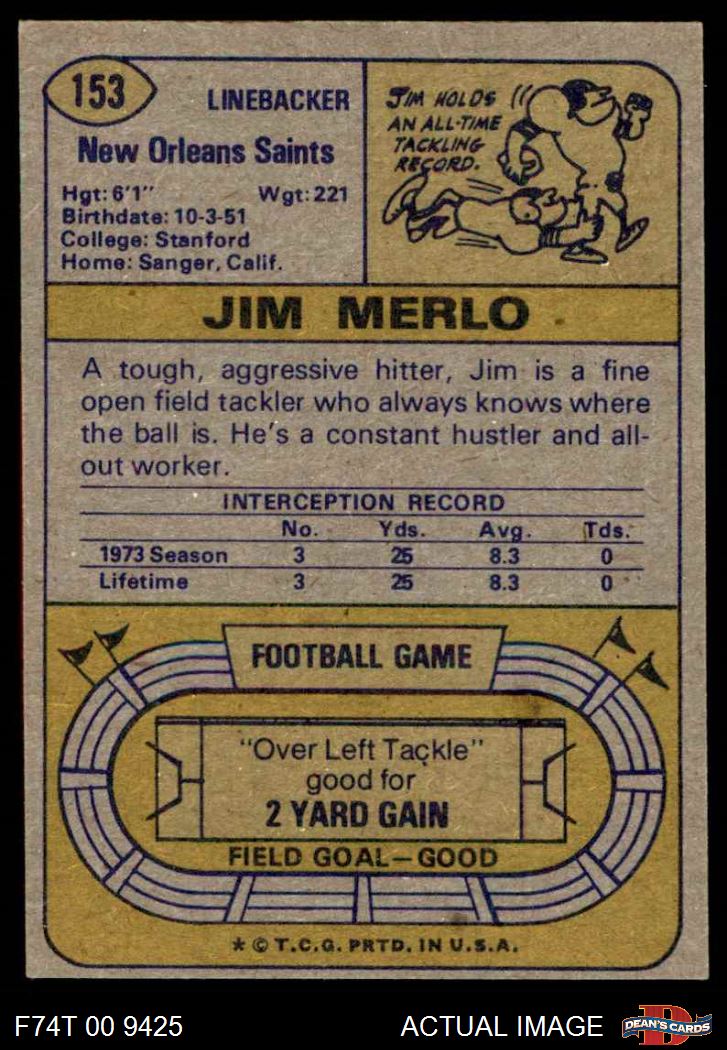 153
LINEBACKER
New Orleans Saints
Hgt: 6'1" Wgt: 221
Birthdate: 10-3-51
College: Stanford
Home: Sanger, Calif.
JIM HOLDS
AN ALL-TIME
TACKLING
RECORD.
JIM MERLO
A tough, aggressive hitter, Jim is a fine
open field tackler who always knows where
the ball is. He's a constant hustler and all-
out worker.
INTERCEPTION RECORD
No. Yds. Avg. Tds.
1973 Season 3 25 8.3 0
Lifetime 3 25 8.3 0
FOOTBALL GAME
"Over Left Tackle"
good for
2 YARD GAIN
FIELD GOAL—GOOD
* © T.C.G. PRTD. IN U.S.A.
F74T 00 9425
ACTUAL IMAGE
D
DEAN'S CARDS